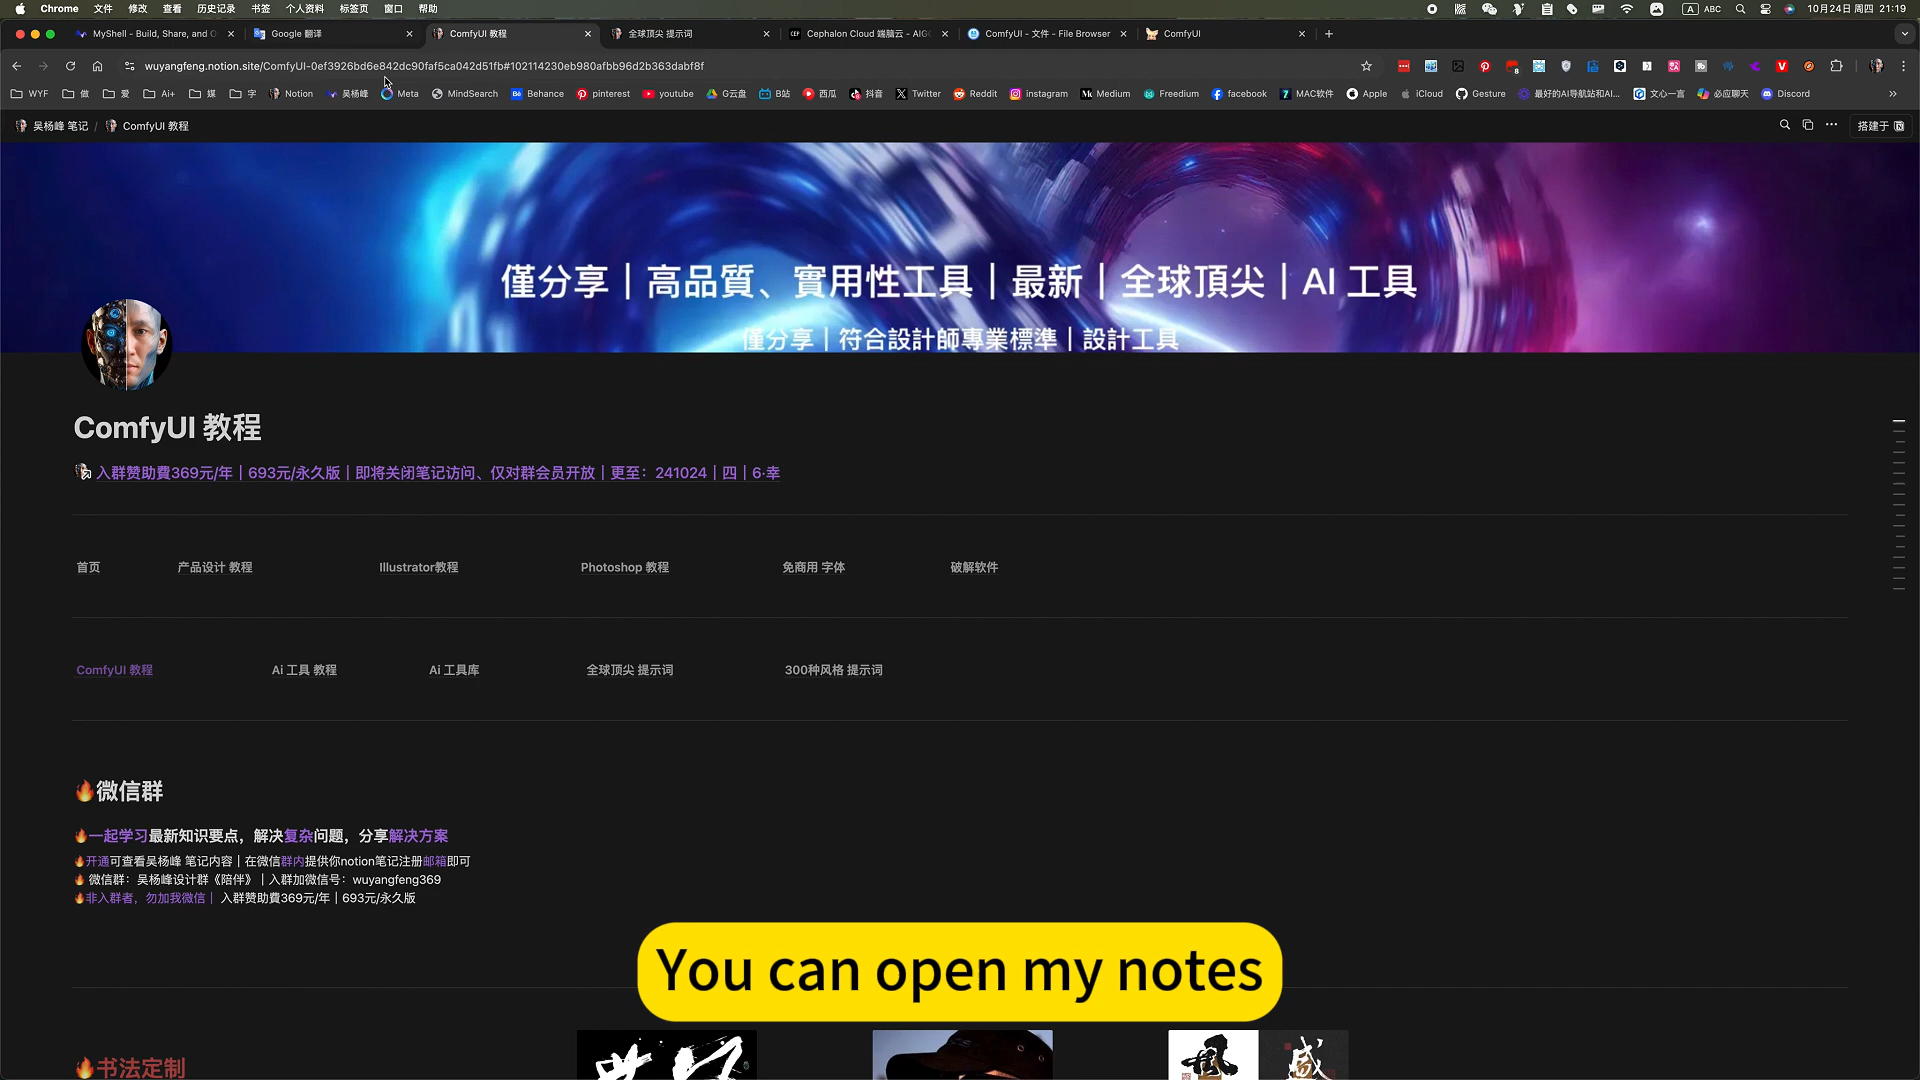 Chrome 文件 修改 查看 历史记录 书签 个人资料 标签页 窗口 帮助 A ABC 10月24日 周四 21:19
MyShell - Build, Share, and O Google 翻译 ComfyUI 教程 全球顶尖 提示词 Cephalon Cloud 端脑云 - AIGC ComfyUI - 文件 - File Browser ComfyUI
wuyangfeng.notion.site/ComfyUI-0ef3926bd6e842dc90faf5ca042d51fb#102114230eb980afbb96d2b363dabf8f
WYF 做 爱 Ai+ 媒 字 Notion 吴杨峰 Meta MindSearch Behance pinterest youtube G云盘 B站 西瓜 抖音 Twitter Reddit instagram Medium Freedium facebook MAC软件 Apple iCloud Gesture 最好的AI导航站和AI... 文心一言 必应聊天 Discord
吴杨峰 笔记 / ComfyUI 教程 搭建于
僅分享｜高品質、實用性工具｜最新｜全球頂尖｜AI 工具
僅分享｜符合設計師專業標準｜設計工具
ComfyUI 教程
入群赞助費369元/年｜693元/永久版｜即将关闭笔记访问、仅对群会员开放｜更至：241024｜四｜6·幸
首页 产品设计 教程 Illustrator教程 Photoshop 教程 免商用 字体 破解软件
ComfyUI 教程 Ai 工具 教程 Ai 工具库 全球顶尖 提示词 300种风格 提示词
🔥微信群
🔥一起学习最新知识要点，解决复杂问题，分享解决方案
🔥开通可查看吴杨峰 笔记内容｜在微信群内提供你notion笔记注册邮箱即可
🔥 微信群：吴杨峰设计群《陪伴》｜入群加微信号：wuyangfeng369
🔥非入群者，勿加我微信｜ 入群赞助費369元/年｜693元/永久版
You can open my notes
🔥书法定制